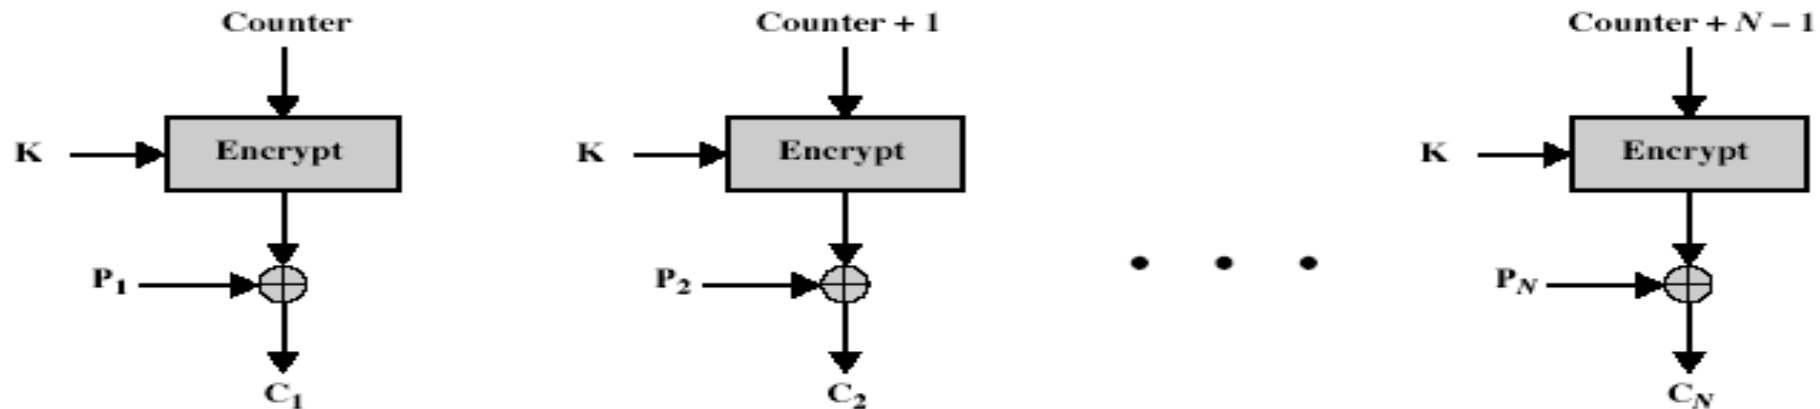 Counter Counter + 1 Counter + N − 1
K Encrypt K Encrypt K Encrypt
P₁ P₂ • • • Pₙ
C₁ C₂ Cₙ